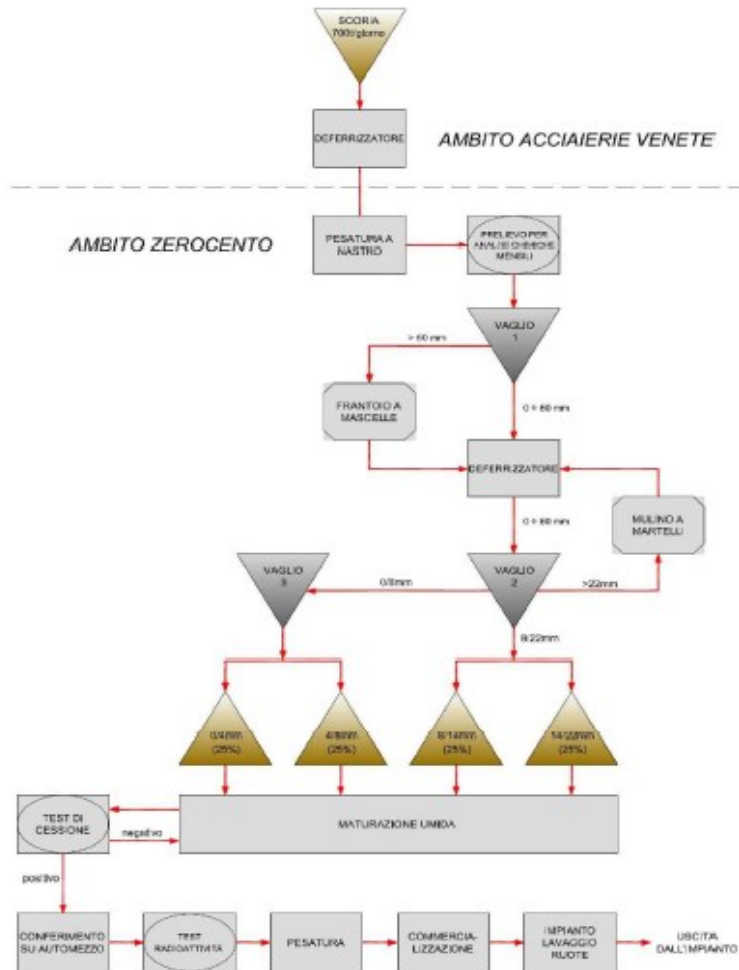 SCORIA
700t/giorno
DEFERRIZZATORE
AMBITO ACCIAIERIE VENETE
AMBITO ZEROCENTO
PESATURA A
NASTRO
PRELIEVO PER
ANALISI CHIMICHE
MENSILI
VAGLIO
1
> 60 mm
FRANTOIO A
MASCELLE
0 ÷ 60 mm
DEFERRIZZATORE
0 ÷ 60 mm
MULINO A
MARTELLI
VAGLIO
3
0/8mm
VAGLIO
2
>22mm
8/22mm
0/4mm
(25%)
4/8mm
(25%)
8/14mm
(25%)
14/22mm
(25%)
TEST DI
CESSIONE
negativo
MATURAZIONE UMIDA
positivo
CONFERIMENTO
SU AUTOMEZZO
TEST
RADIOATTIVITÀ
PESATURA
COMMERCIA-
LIZZAZIONE
IMPIANTO
LAVAGGIO
RUOTE
USCITA
DALL'IMPIANTO